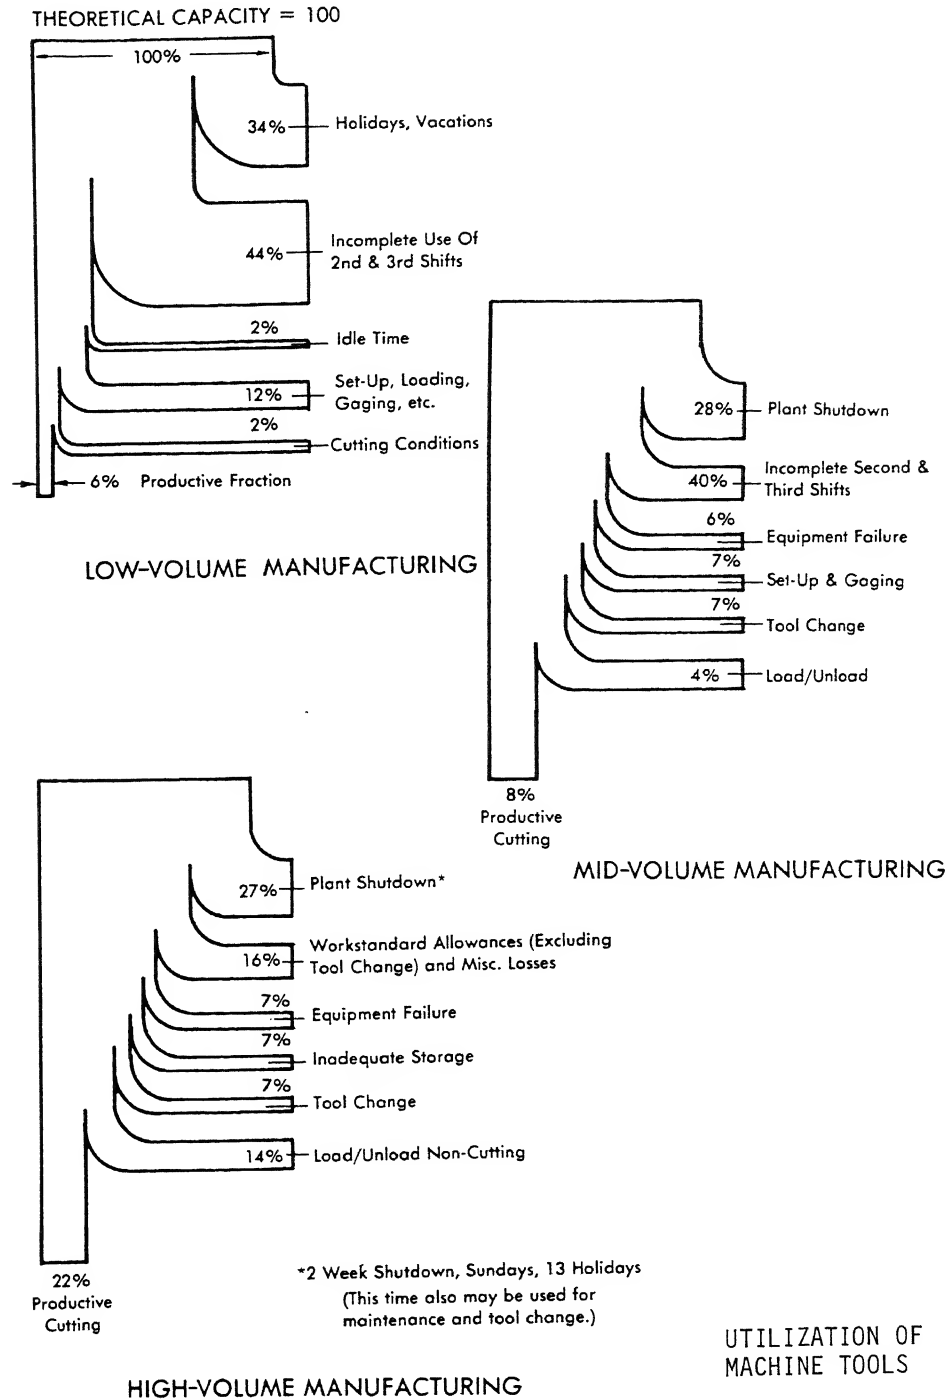 THEORETICAL CAPACITY = 100
100%
34% Holidays, Vacations
44% Incomplete Use Of
2nd & 3rd Shifts
2%
Idle Time
12% Set-Up, Loading,
Gaging, etc.
2%
Cutting Conditions
6% Productive Fraction
LOW-VOLUME MANUFACTURING
28% Plant Shutdown
40% Incomplete Second &
Third Shifts
6%
Equipment Failure
7%
Set-Up & Gaging
7%
Tool Change
4% Load/Unload
8%
Productive
Cutting
MID-VOLUME MANUFACTURING
27% Plant Shutdown*
16% Workstandard Allowances (Excluding
Tool Change) and Misc. Losses
7%
Equipment Failure
7%
Inadequate Storage
7%
Tool Change
14% Load/Unload Non-Cutting
22%
Productive
Cutting
*2 Week Shutdown, Sundays, 13 Holidays
(This time also may be used for
maintenance and tool change.)
HIGH-VOLUME MANUFACTURING
UTILIZATION OF
MACHINE TOOLS